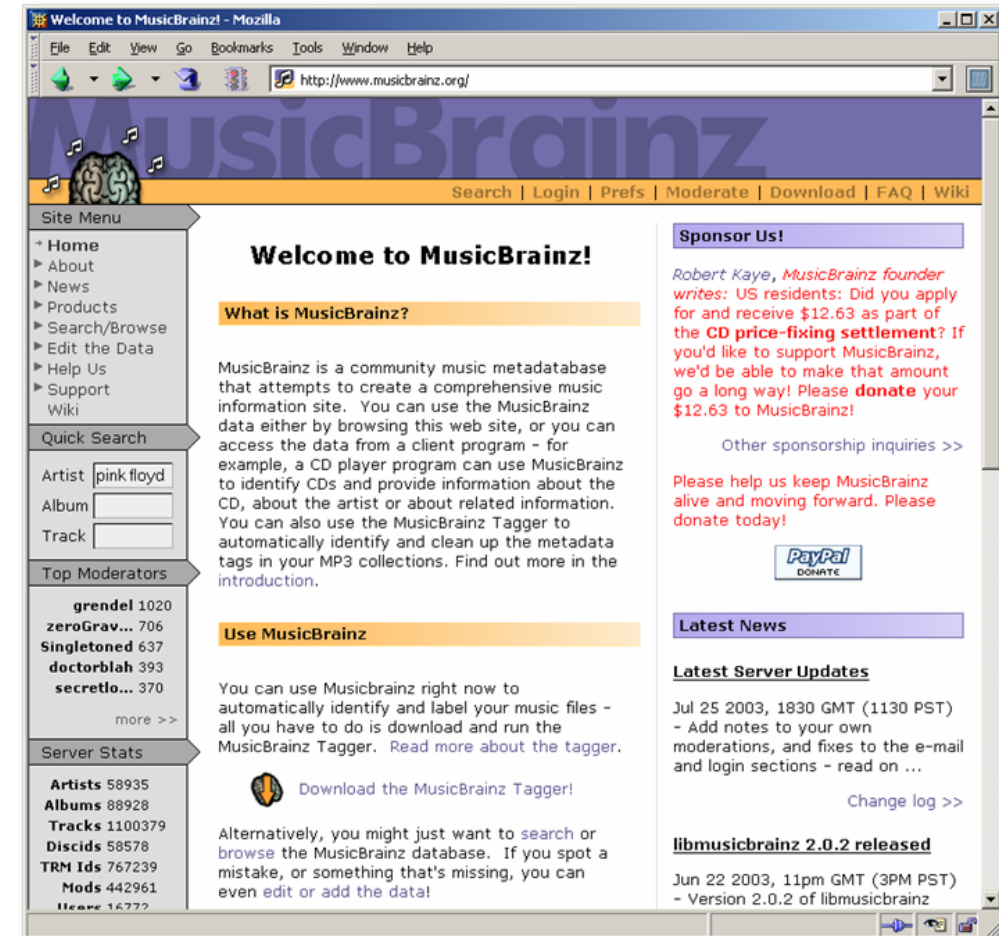 Welcome to MusicBrainz! - Mozilla
File Edit View Go Bookmarks Tools Window Help
http://www.musicbrainz.org/
MusicBrainz
Search | Login | Prefs | Moderate | Download | FAQ | Wiki
Site Menu
Home
About
News
Products
Search/Browse
Edit the Data
Help Us
Support
Wiki
Quick Search
Artist pink floyd
Album
Track
Top Moderators
grendel 1020
zeroGrav... 706
Singletoned 637
doctorblah 393
secretlo... 370
more >>
Server Stats
Artists 58935
Albums 88928
Tracks 1100379
Discids 58578
TRM Ids 767239
Mods 442961
Users 16772
Welcome to MusicBrainz!
What is MusicBrainz?
MusicBrainz is a community music metadatabase
that attempts to create a comprehensive music
information site. You can use the MusicBrainz
data either by browsing this web site, or you can
access the data from a client program - for
example, a CD player program can use MusicBrainz
to identify CDs and provide information about the
CD, about the artist or about related information.
You can also use the MusicBrainz Tagger to
automatically identify and clean up the metadata
tags in your MP3 collections. Find out more in the
introduction.
Use MusicBrainz
You can use Musicbrainz right now to
automatically identify and label your music files -
all you have to do is download and run the
MusicBrainz Tagger. Read more about the tagger.
Download the MusicBrainz Tagger!
Alternatively, you might just want to search or
browse the MusicBrainz database. If you spot a
mistake, or something that's missing, you can
even edit or add the data!
Sponsor Us!
Robert Kaye, MusicBrainz founder
writes: US residents: Did you apply
for and receive $12.63 as part of
the CD price-fixing settlement? If
you'd like to support MusicBrainz,
we'd be able to make that amount
go a long way! Please donate your
$12.63 to MusicBrainz!
Other sponsorship inquiries >>
Please help us keep MusicBrainz
alive and moving forward. Please
donate today!
PayPal
DONATE
Latest News
Latest Server Updates
Jul 25 2003, 1830 GMT (1130 PST)
- Add notes to your own
moderations, and fixes to the e-mail
and login sections - read on ...
Change log >>
libmusicbrainz 2.0.2 released
Jun 22 2003, 11pm GMT (3PM PST)
- Version 2.0.2 of libmusicbrainz